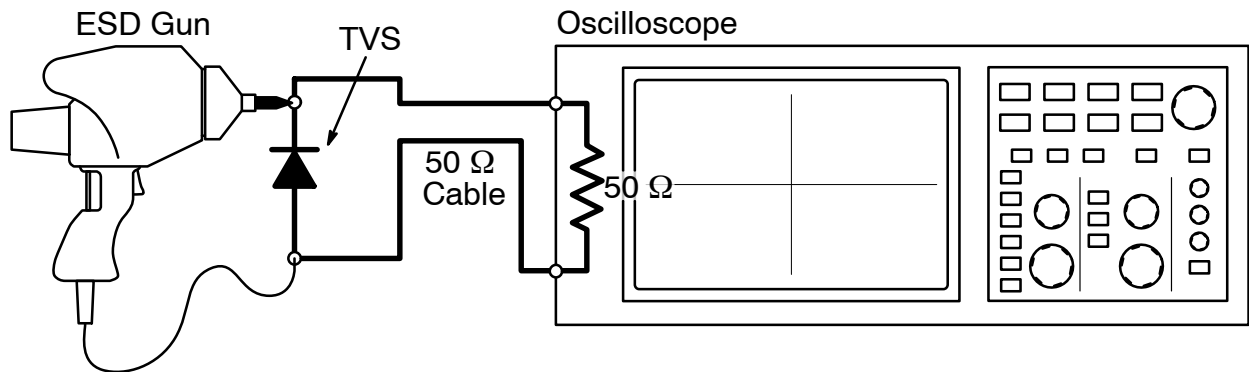 ESD Gun
TVS
Oscilloscope
50 Ω
Cable
50 Ω